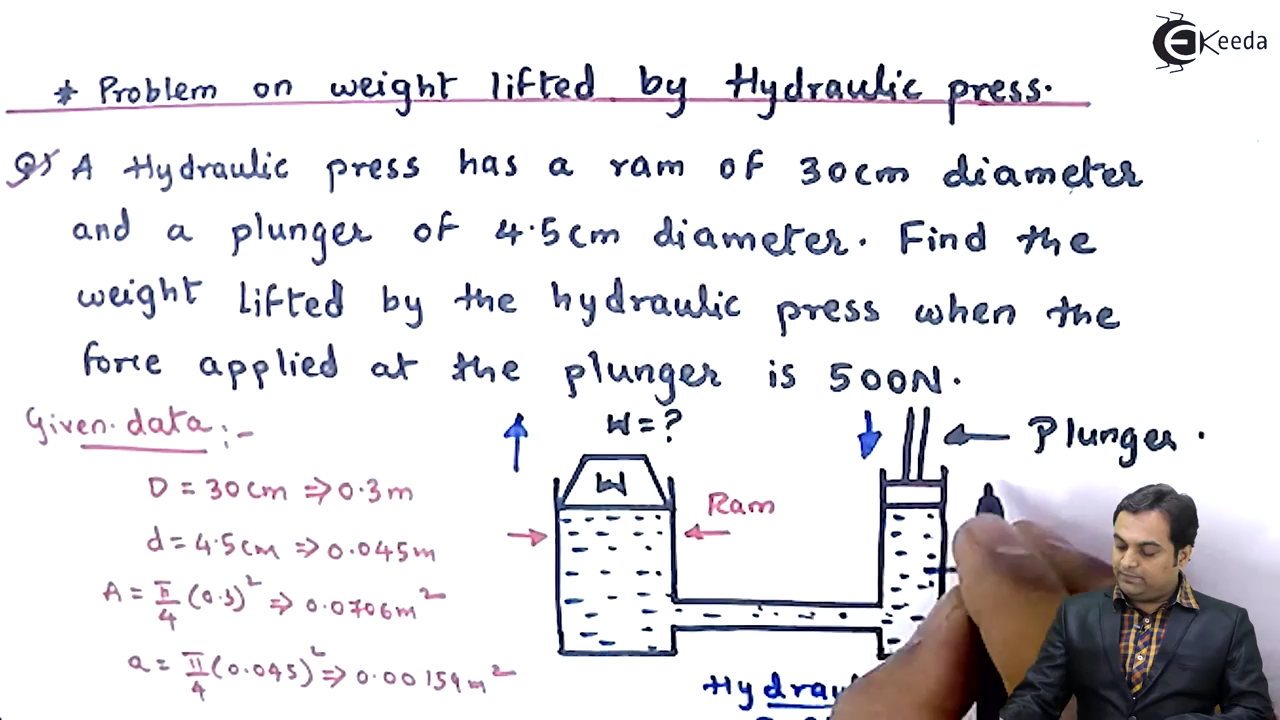 EKeeda
* Problem on weight lifted by Hydraulic press.
Q> A Hydraulic press has a ram of 30cm diameter
and a plunger of 4.5cm diameter. Find the
weight lifted by the hydraulic press when the
force applied at the plunger is 500N.
Given data :-
W = ?
Plunger.
D = 30cm ⇒ 0.3m
W
Ram
d = 4.5cm ⇒ 0.045m
A = π/4 (0.3)² ⇒ 0.0706m²
a = π/4 (0.045)² ⇒ 0.00159m²